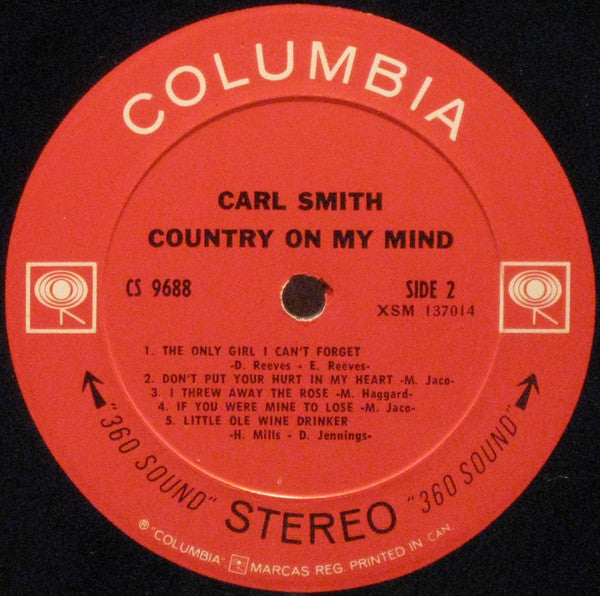 COLUMBIA
CARL SMITH
COUNTRY ON MY MIND
CS 9688
SIDE 2
XSM 137014
1. THE ONLY GIRL I CAN'T FORGET
-D. Reeves - E. Reeves-
2. DON'T PUT YOUR HURT IN MY HEART -M. Jaco-
3. I THREW AWAY THE ROSE -M. Haggard-
4. IF YOU WERE MINE TO LOSE -M. Jaco-
5. LITTLE OLE WINE DRINKER
-H. Mills - D. Jennings-
"360 SOUND" STEREO "360 SOUND"
℗ "COLUMBIA" MARCAS REG. PRINTED IN CAN.